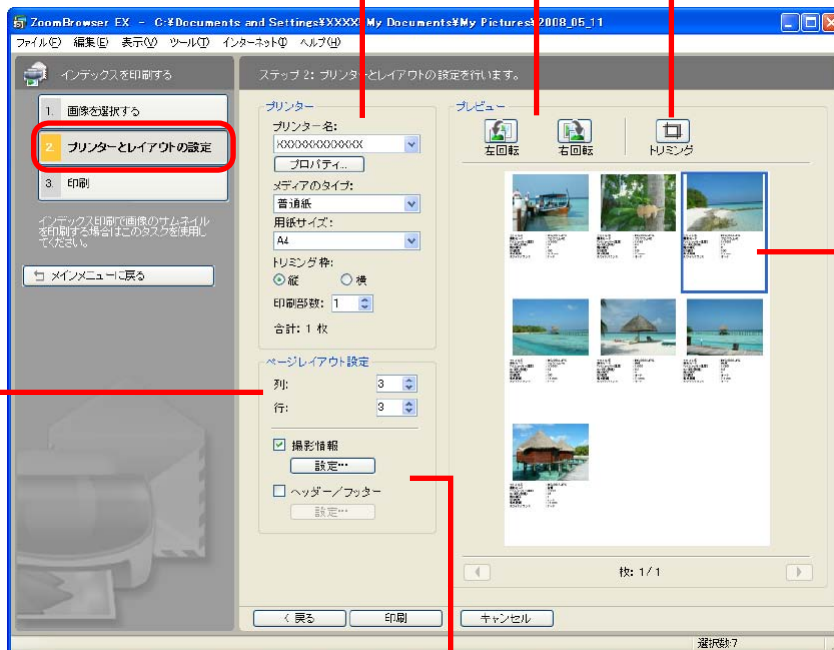 ZoomBrowser EX - C:¥Documents and Settings¥XXXX¥My Documents¥My Pictures¥2008_05_11
ファイル(F) 編集(E) 表示(V) ツール(T) インターネット(I) ヘルプ(H)
インデックスを印刷する
ステップ 2: プリンターとレイアウトの設定を行います。
1. 画像を選択する
2. プリンターとレイアウトの設定
3. 印刷
インデックス印刷で画像のサムネイル
を印刷する場合はこのタスクを使用し
てください。
メインメニューに戻る
プリンター
プリンター名:
XXXXXXXXXXXXX
プロパティ...
メディアのタイプ:
普通紙
用紙サイズ:
A4
トリミング枠:
縦 横
印刷部数: 1
合計: 1 枚
ページレイアウト設定
列: 3
行: 3
撮影情報
設定...
ヘッダー/フッター
設定...
プレビュー
左回転 右回転 トリミング
枚: 1/1
< 戻る 印刷 キャンセル
選択数:7